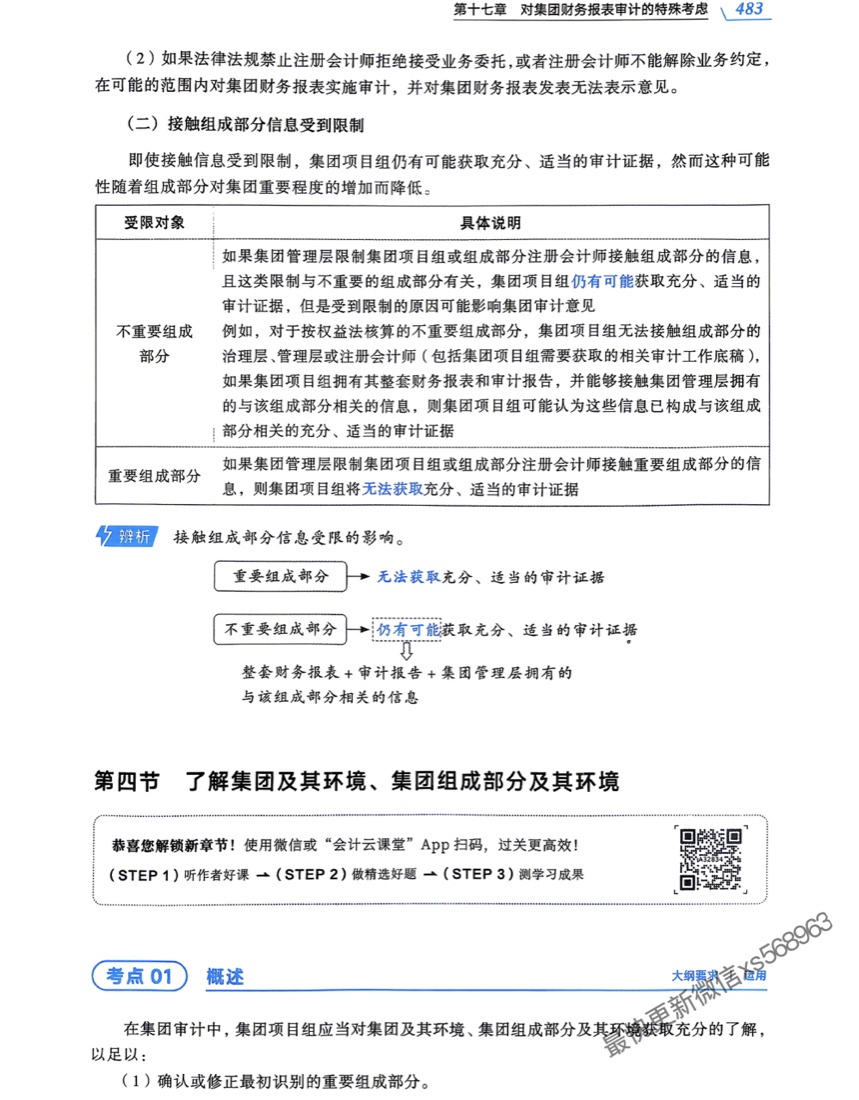 第十七章 对集团财务报表审计的特殊考虑 483
（2）如果法律法规禁止注册会计师拒绝接受业务委托，或者注册会计师不能解除业务约定，
在可能的范围内对集团财务报表实施审计，并对集团财务报表发表无法表示意见。
（二）接触组成部分信息受到限制
即使接触信息受到限制，集团项目组仍有可能获取充分、适当的审计证据，然而这种可能
性随着组成部分对集团重要程度的增加而降低。
受限对象 具体说明
不重要组成
部分
如果集团管理层限制集团项目组或组成部分注册会计师接触组成部分的信息，
且这类限制与不重要的组成部分有关，集团项目组仍有可能获取充分、适当的
审计证据，但是受到限制的原因可能影响集团审计意见
例如，对于按权益法核算的不重要组成部分，集团项目组无法接触组成部分的
治理层、管理层或注册会计师（包括集团项目组需要获取的相关审计工作底稿），
如果集团项目组拥有其整套财务报表和审计报告，并能够接触集团管理层拥有
的与该组成部分相关的信息，则集团项目组可能认为这些信息已构成与该组成
部分相关的充分、适当的审计证据
重要组成部分
如果集团管理层限制集团项目组或组成部分注册会计师接触重要组成部分的信
息，则集团项目组将无法获取充分、适当的审计证据
辨析 接触组成部分信息受限的影响。
重要组成部分 无法获取充分、适当的审计证据
不重要组成部分 仍有可能获取充分、适当的审计证据
整套财务报表 + 审计报告 + 集团管理层拥有的
与该组成部分相关的信息
第四节 了解集团及其环境、集团组成部分及其环境
恭喜您解锁新章节！使用微信或“会计云课堂”App 扫码，过关更高效！
（STEP 1）听作者好课 ⇀（STEP 2）做精选好题 ⇀（STEP 3）测学习成果
A32834
考点 01 概述 大纲要求 / 运用
在集团审计中，集团项目组应当对集团及其环境、集团组成部分及其环境获取充分的了解，
以足以：
（1）确认或修正最初识别的重要组成部分。
最快更新微信xs568963